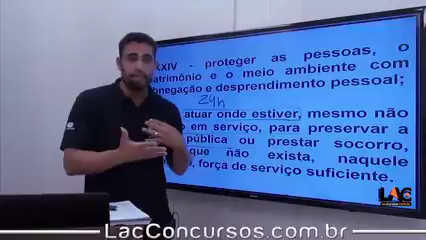 XXIV - proteger as pessoas, o
patrimônio e o meio ambiente com
abnegação e desprendimento pessoal;
24h
atuar onde estiver, mesmo não
em serviço, para preservar a
pública ou prestar socorro,
que não exista, naquele
força de serviço suficiente.
LAC
LacConcursos.com.br